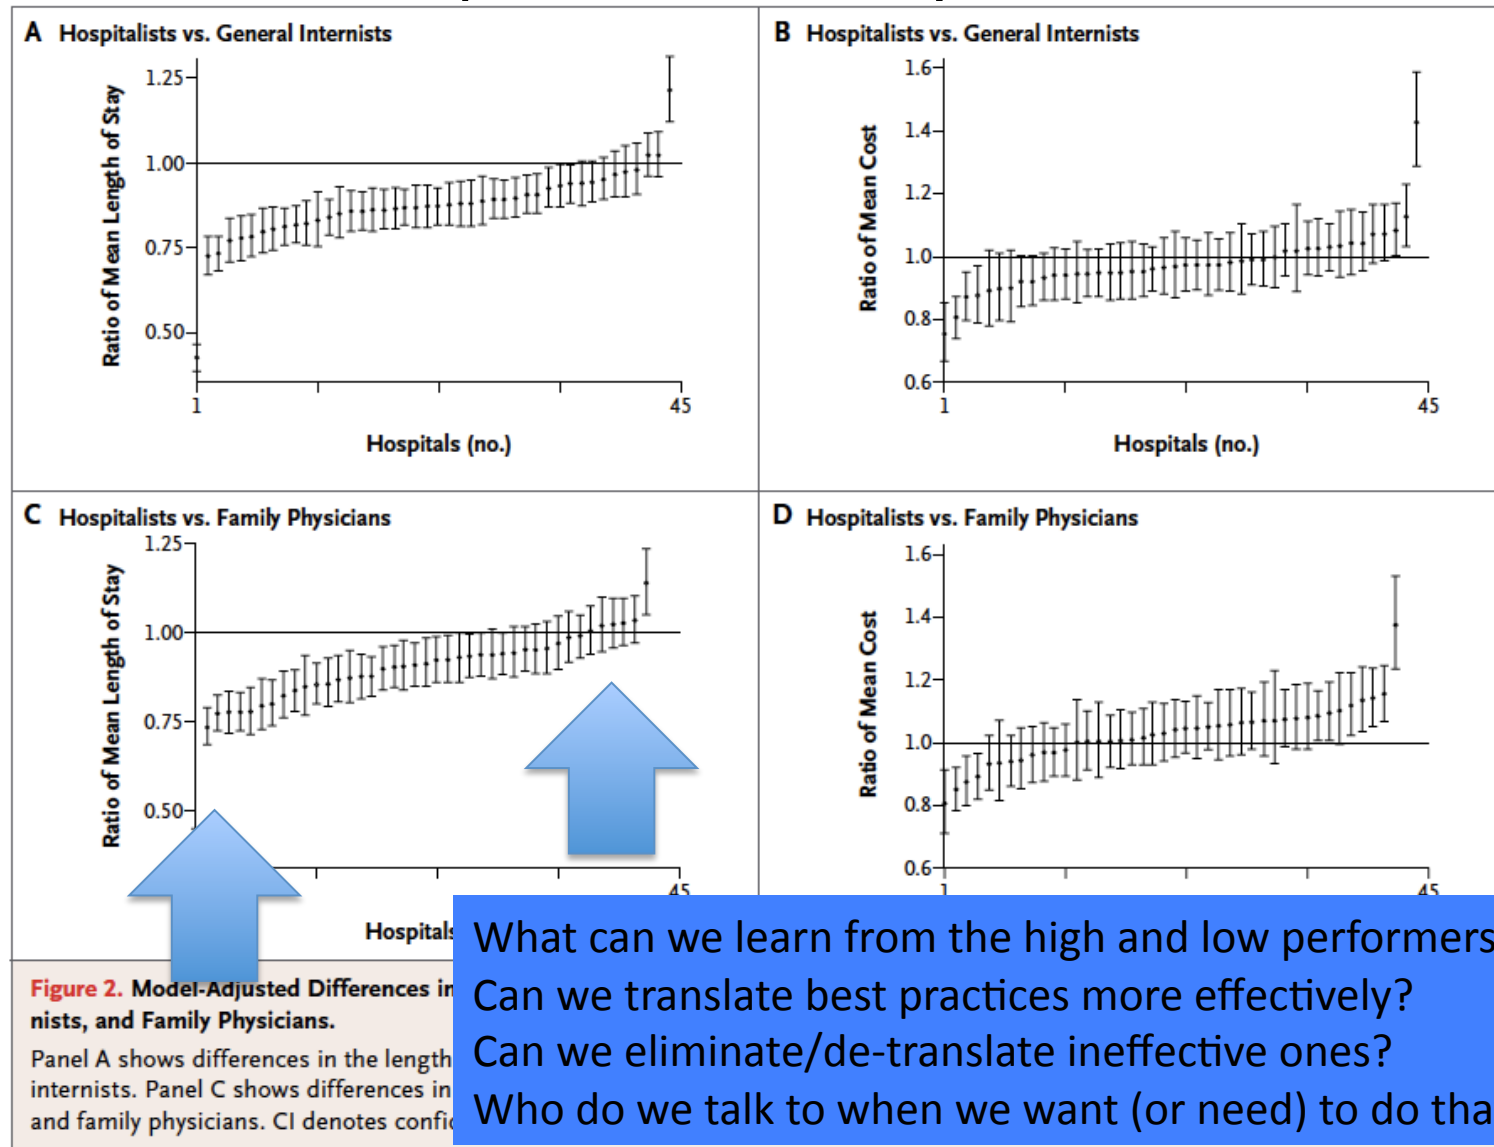 A Hospitalists vs. General Internists
Ratio of Mean Length of Stay
1.25
1.00
0.75
0.50
1
45
Hospitals (no.)
B Hospitalists vs. General Internists
Ratio of Mean Cost
1.6
1.4
1.2
1.0
0.8
0.6
1
45
Hospitals (no.)
C Hospitalists vs. Family Physicians
Ratio of Mean Length of Stay
1.25
1.00
0.75
0.50
45
Hospitals
D Hospitalists vs. Family Physicians
Ratio of Mean Cost
1.6
1.4
1.2
1.0
0.8
0.6
1
45
Figure 2. Model-Adjusted Differences in
nists, and Family Physicians.
Panel A shows differences in the length
internists. Panel C shows differences in
and family physicians. CI denotes
What can we learn from the high and low performers
Can we translate best practices more effectively?
Can we eliminate/de-translate ineffective ones?
Who do we talk to when we want (or need) to do